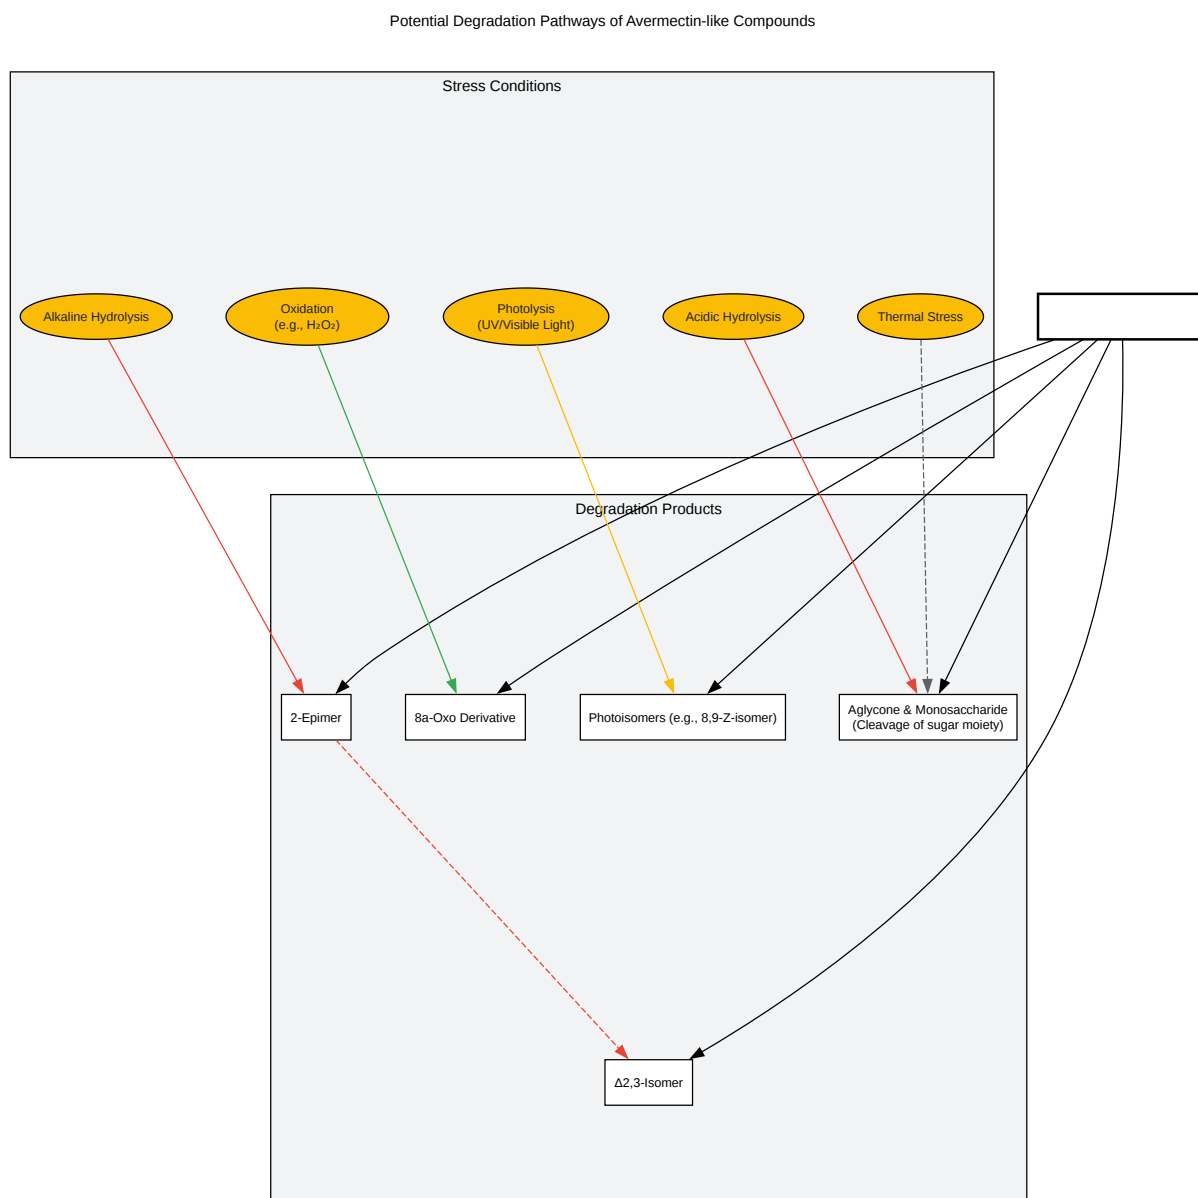 Potential Degradation Pathways of Avermectin-like Compounds
Stress Conditions
Alkaline Hydrolysis
Oxidation
(e.g., H₂O₂)
Photolysis
(UV/Visible Light)
Acidic Hydrolysis
Thermal Stress
Degradation Products
2-Epimer
8a-Oxo Derivative
Photoisomers (e.g., 8,9-Z-isomer)
Aglycone & Monosaccharide
(Cleavage of sugar moiety)
Δ2,3-Isomer